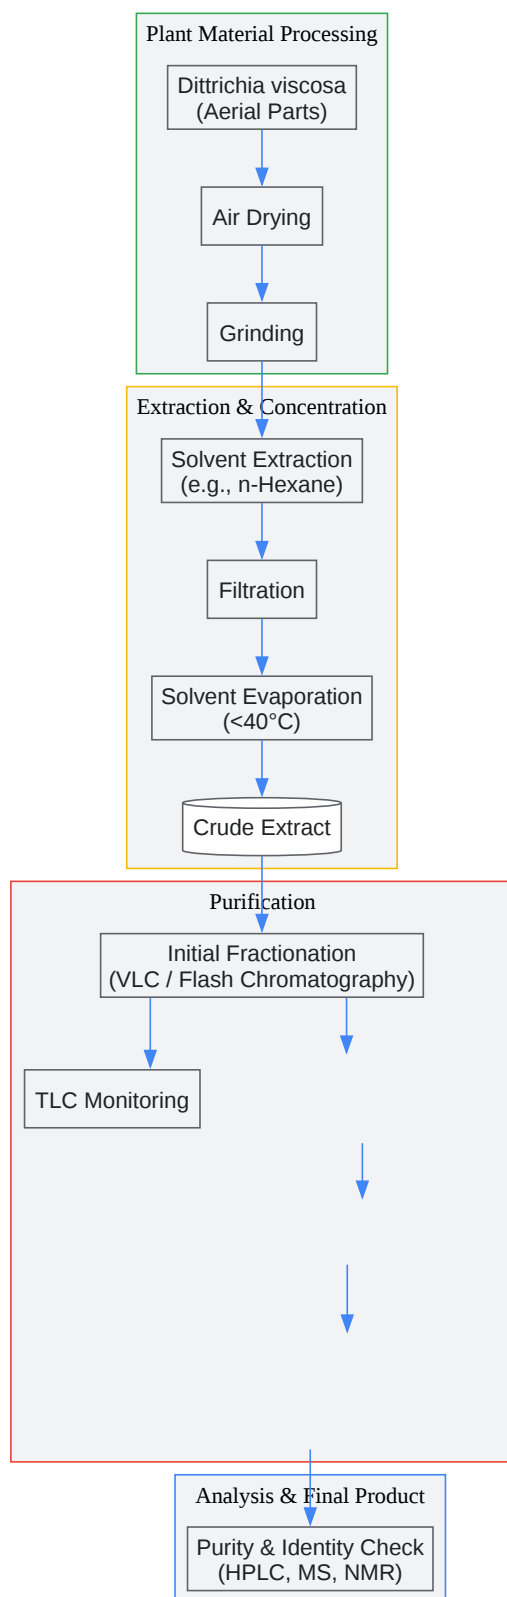 Plant Material Processing
Dittrichia viscosa
(Aerial Parts)
Air Drying
Grinding
Extraction & Concentration
Solvent Extraction
(e.g., n-Hexane)
Filtration
Solvent Evaporation
(<40°C)
Crude Extract
Purification
Initial Fractionation
(VLC / Flash Chromatography)
TLC Monitoring
Analysis & Final Product
Purity & Identity Check
(HPLC, MS, NMR)